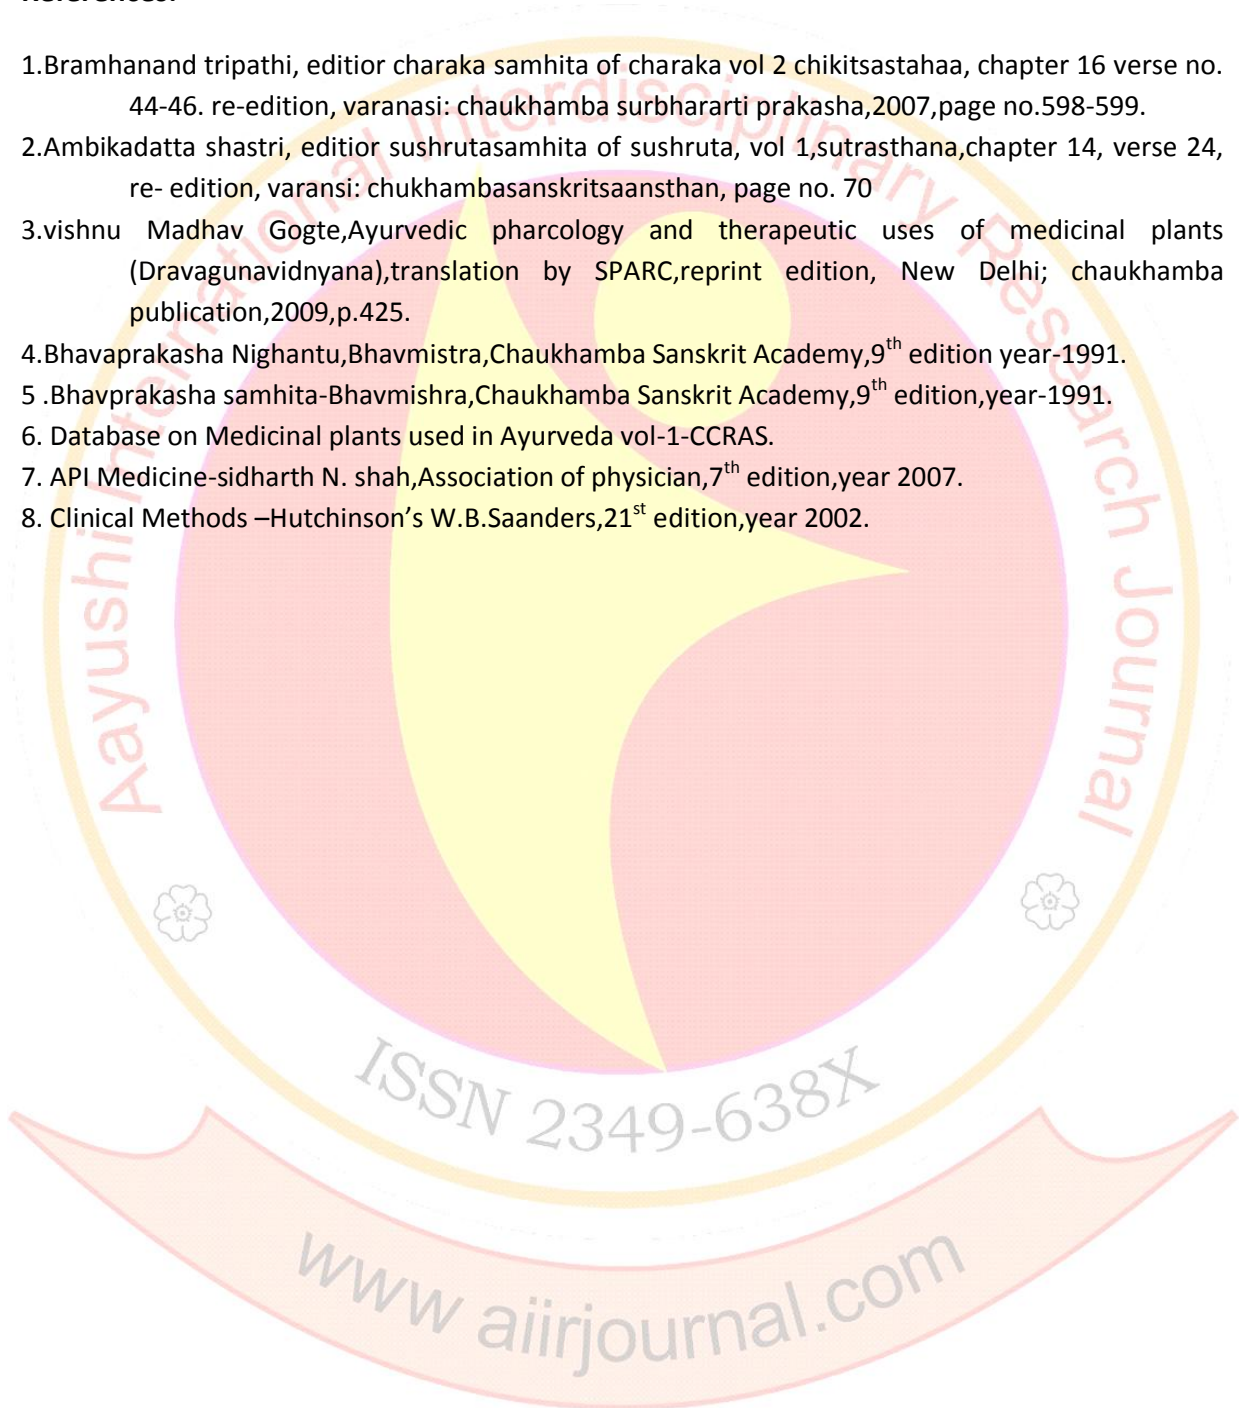 References:
1.Bramhanand tripathi, editior charaka samhita of charaka vol 2 chikitsastahaa, chapter 16 verse no.
44-46. re-edition, varanasi: chaukhamba surbhararti prakasha,2007,page no.598-599.
2.Ambikadatta shastri, editior sushrutasamhita of sushruta, vol 1,sutrasthana,chapter 14, verse 24,
re- edition, varansi: chukhambasanskritsaansthan, page no. 70
3.vishnu Madhav Gogte,Ayurvedic pharcology and therapeutic uses of medicinal plants
(Dravagunavidnyana),translation by SPARC,reprint edition, New Delhi; chaukhamba
publication,2009,p.425.
4.Bhavaprakasha Nighantu,Bhavmistra,Chaukhamba Sanskrit Academy,9th edition year-1991.
5 .Bhavprakasha samhita-Bhavmishra,Chaukhamba Sanskrit Academy,9th edition,year-1991.
6. Database on Medicinal plants used in Ayurveda vol-1-CCRAS.
7. API Medicine-sidharth N. shah,Association of physician,7th edition,year 2007.
8. Clinical Methods –Hutchinson’s W.B.Saanders,21st edition,year 2002.
Aayushi International Interdisciplinary Research Journal
ISSN 2349-638X
www aiirjournal.com